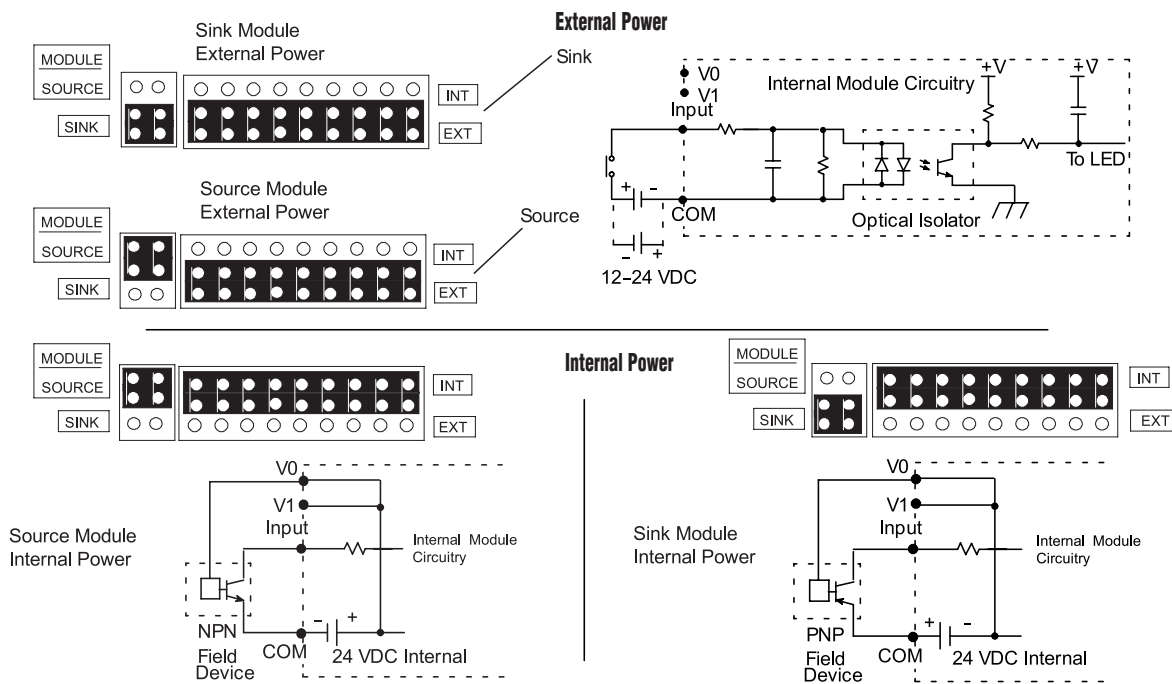 External Power
Sink Module
External Power
MODULE
SOURCE
SINK
INT
EXT
Sink
Source Module
External Power
MODULE
SOURCE
SINK
INT
EXT
Source
V0
V1
Input
Internal Module Circuitry
+V
+V
To LED
+ -
COM
Optical Isolator
- +
12–24 VDC
Internal Power
MODULE
SOURCE
SINK
INT
EXT
V0
V1
Input
Source Module
Internal Power
Internal Module
Circuitry
NPN
Field
Device
COM
- +
24 VDC Internal
MODULE
SOURCE
SINK
INT
EXT
V0
V1
Input
Sink Module
Internal Power
Internal Module
Circuitry
PNP
Field
Device
COM
+ -
24 VDC Internal